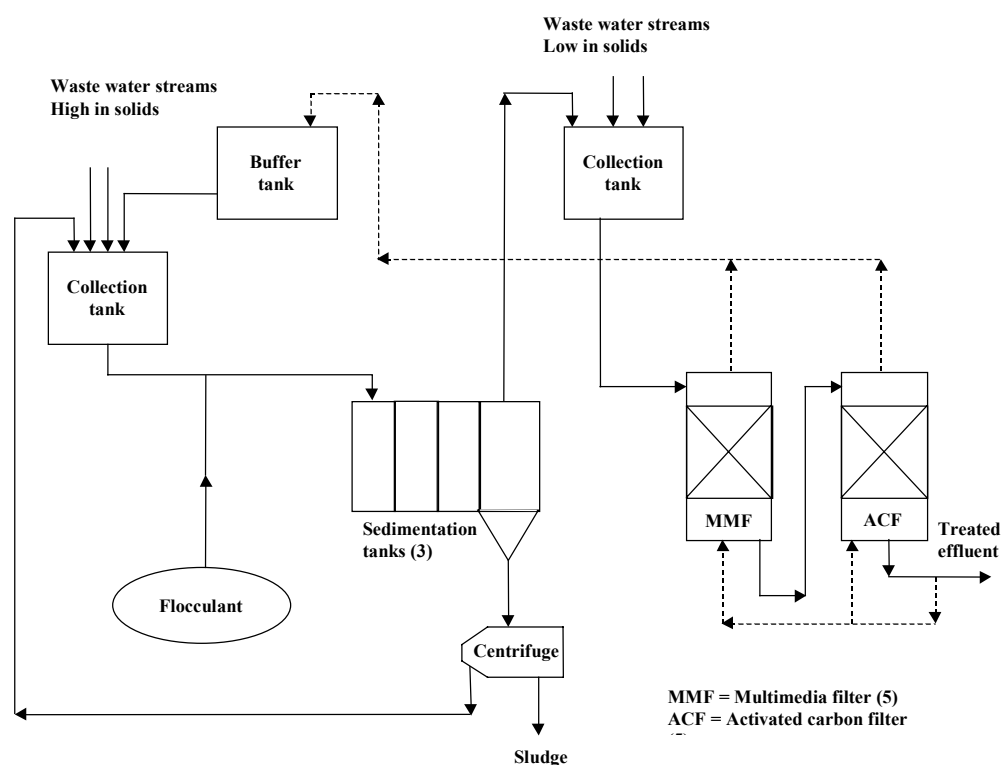 Waste water streams
Low in solids
Waste water streams
High in solids
Buffer
tank
Collection
tank
Collection
tank
Sedimentation
tanks (3)
MMF
ACF
Treated
effluent
Flocculant
Centrifuge
MMF = Multimedia filter (5)
ACF = Activated carbon filter
Sludge